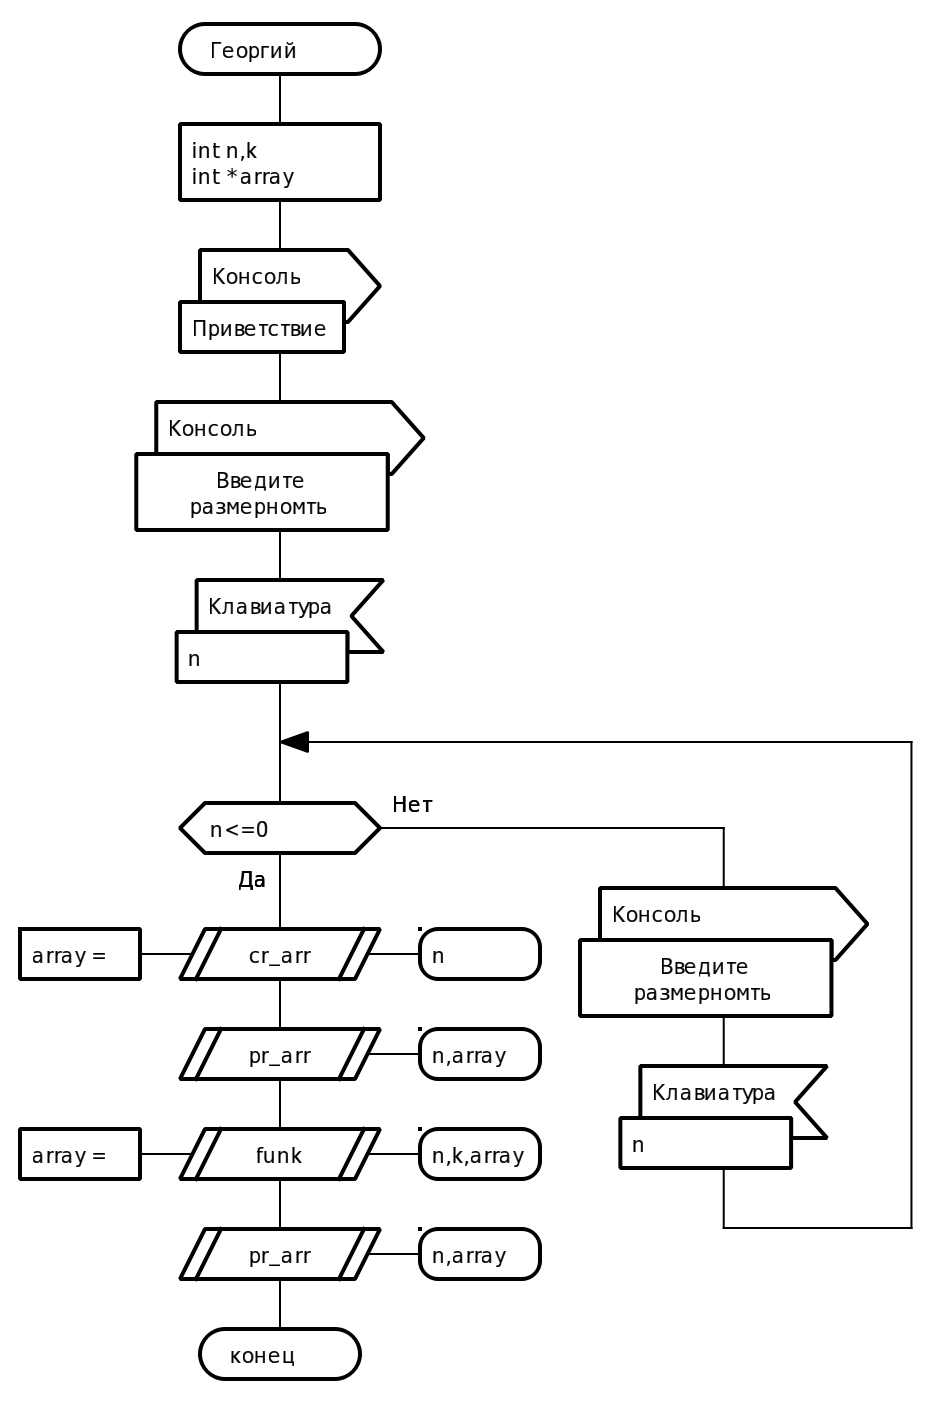 Георгий
int n,k
int *array
Консоль
Приветствие
Консоль
Введите
размерномть
Клавиатура
n
n<=0
Нет
Да
array =
cr_arr
n
pr_arr
n,array
array =
funk
n,k,array
pr_arr
n,array
конец
Консоль
Введите
размерномть
Клавиатура
n